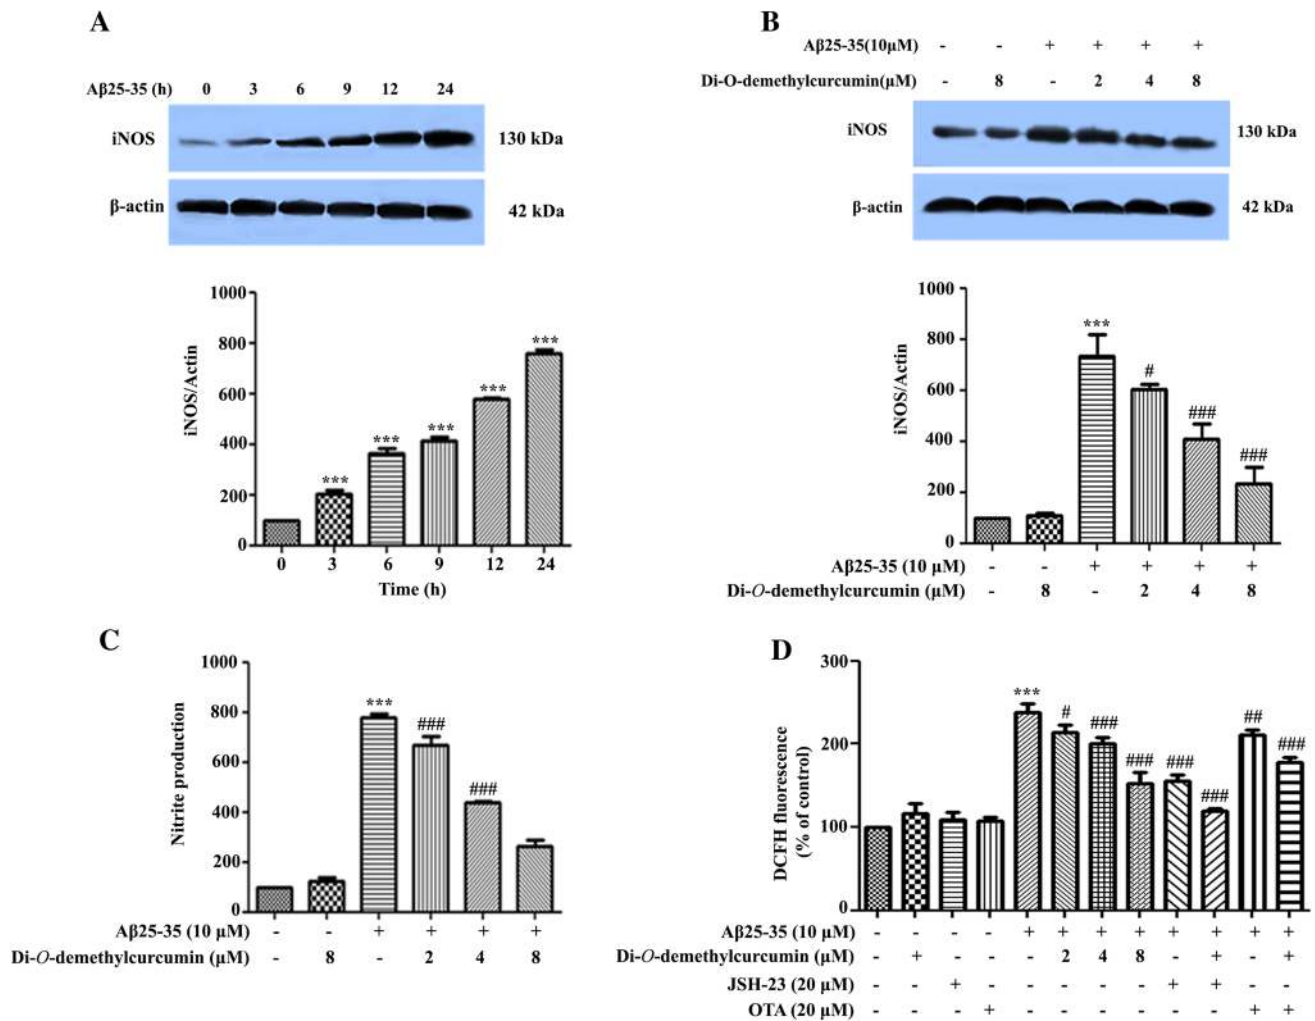 A
Aβ25-35 (h) 0 3 6 9 12 24
iNOS 130 kDa
β-actin 42 kDa
1000
800
600
400
200
0
iNOS/Actin
*** *** *** *** ***
0 3 6 9 12 24
Time (h)
B
Aβ25-35(10μM) - - + + + +
Di-O-demethylcurcumin(μM) - 8 - 2 4 8
iNOS 130 kDa
β-actin 42 kDa
1000
800
600
400
200
0
iNOS/Actin
*** # ### ###
Aβ25-35 (10 μM) - - + + + +
Di-O-demethylcurcumin (μM) - 8 - 2 4 8
C
1000
800
600
400
200
0
Nitrite production
*** ### ###
Aβ25-35 (10 μM) - - + + + +
Di-O-demethylcurcumin (μM) - 8 - 2 4 8
D
300
200
100
0
DCFH fluorescence
(% of control)
*** # ### ### ### ### ## ###
Aβ25-35 (10 μM) - - - - + + + + + + + +
Di-O-demethylcurcumin (μM) - + - - - 2 4 8 - + - +
JSH-23 (20 μM) - - + - - - - - + + - -
OTA (20 μM) - - - + - - - - - - + +